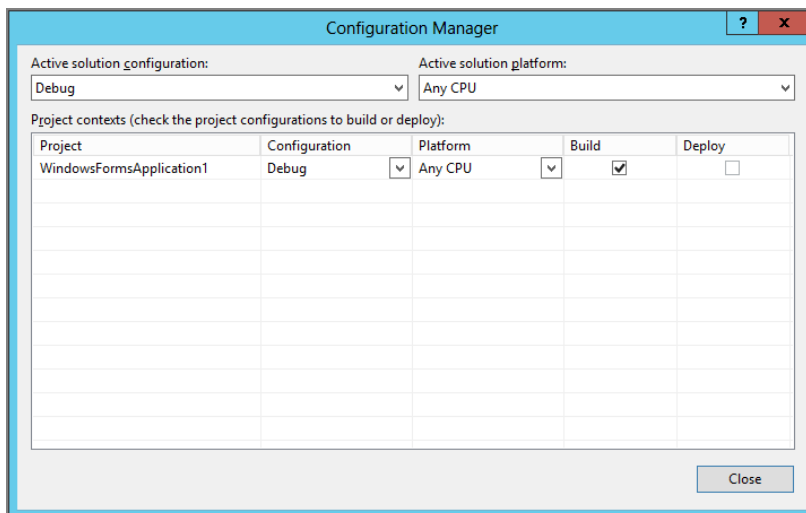 Configuration Manager
? x
Active solution configuration: Active solution platform:
Debug Any CPU
Project contexts (check the project configurations to build or deploy):
Project Configuration Platform Build Deploy
WindowsFormsApplication1 Debug Any CPU
Close